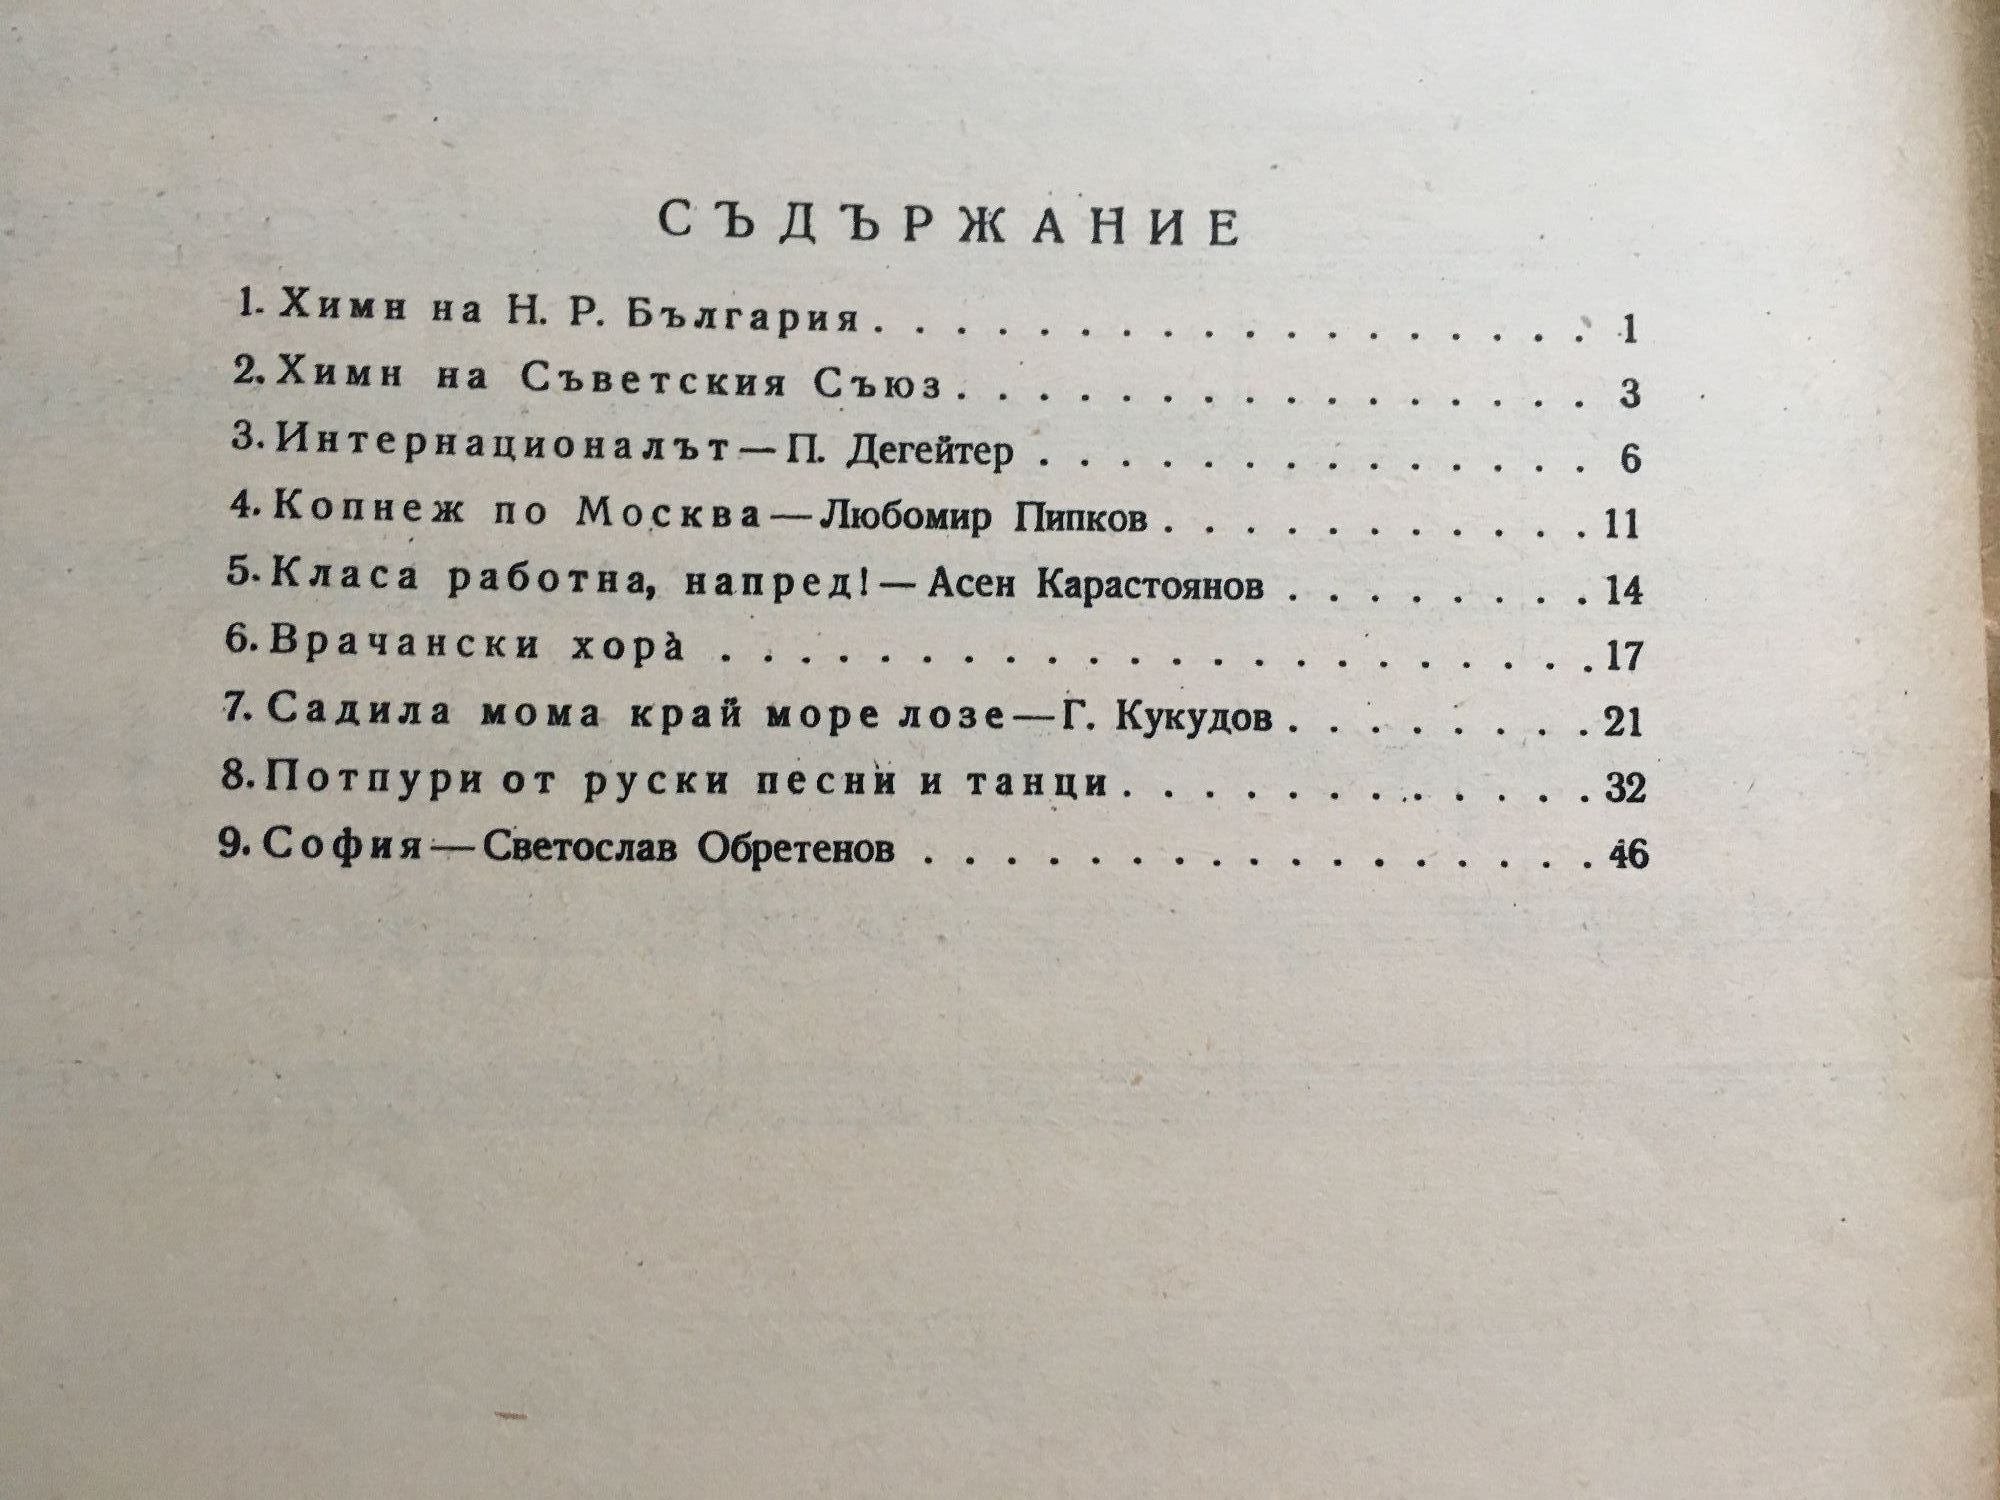 СЪДЪРЖАНИЕ
1. Химн на Н. Р. България . . . . . . . . . . . . . . . . . . 1
2. Химн на Съветския Съюз . . . . . . . . . . . . . . . . 3
3. Интернационалът — П. Дегейтер . . . . . . . . . . . . . . 6
4. Копнеж по Москва — Любомир Пипков . . . . . . . . . . . 11
5. Класа работна, напред! — Асен Карастоянов . . . . . . . . 14
6. Врачански хора̀ . . . . . . . . . . . . . . . . . . . . . . 17
7. Садила мома край море лозе — Г. Кукудов . . . . . . . . 21
8. Потпури от руски песни и танци . . . . . . . . . . . . 32
9. София — Светослав Обретенов . . . . . . . . . . . . . . . . . 46